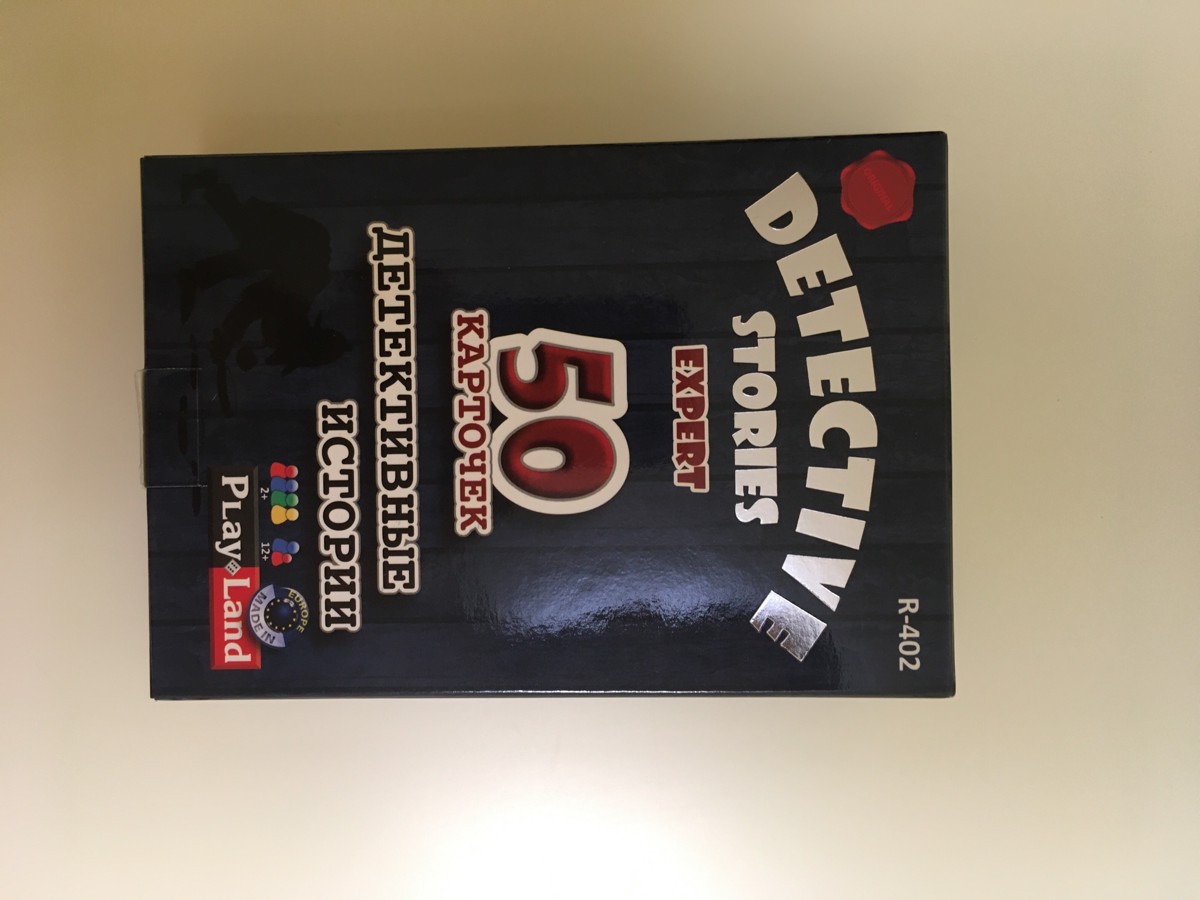 R-402
DETECTIVE
STORIES
EXPERT
50
КАРТОЧЕК
ДЕТЕКТИВНЫЕ
ИСТОРИИ
2+
12+
EUROPE
MADE IN
PLay Land